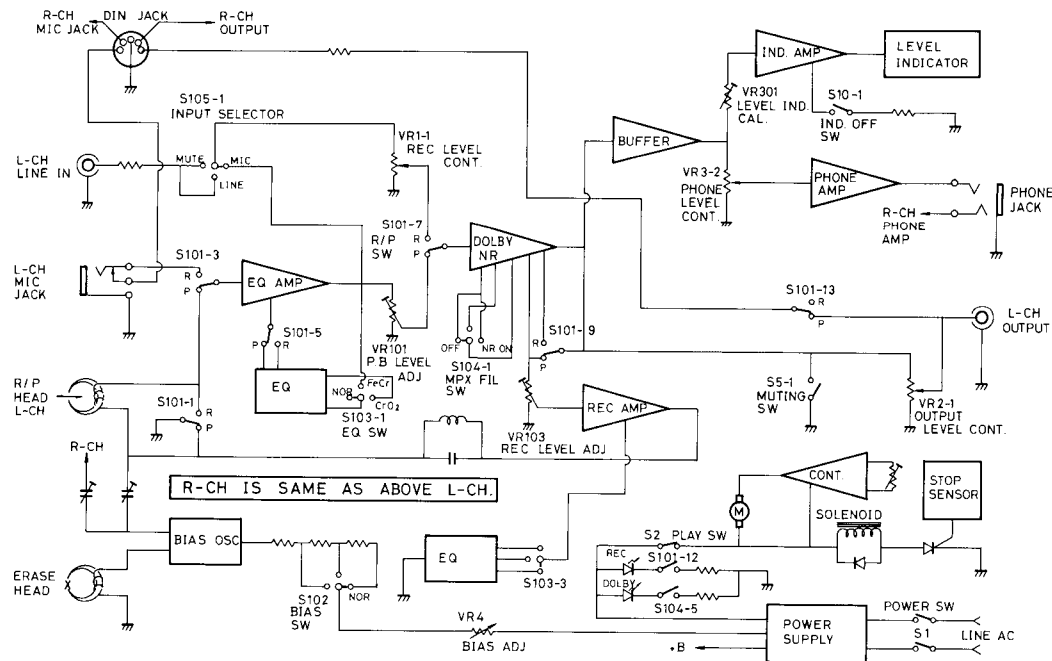 R-CH
MIC JACK
DIN JACK
R-CH
OUTPUT
IND. AMP
LEVEL
INDICATOR
S105-1
INPUT SELECTOR
VR301
LEVEL IND.
CAL.
S10-1
IND. OFF
SW
L-CH
LINE IN
MUTE
MIC
LINE
VR1-1
REC LEVEL
CONT.
BUFFER
VR3-2
PHONE
LEVEL
CONT.
PHONE
AMP
PHONE
JACK
R-CH
PHONE
AMP
S101-7
R/P
SW
R
P
DOLBY
NR
L-CH
MIC
JACK
S101-3
R
P
EQ AMP
S101-13
R
P
L-CH
OUTPUT
S101-5
P
R
VR101
P.B LEVEL
ADJ
OFF
NR ON
S104-1
MPX FIL
SW
S101-9
R
P
EQ
NOR
FeCr
CrO2
S103-1
EQ SW
R/P
HEAD
L-CH
S101-1
R
P
REC AMP
VR103
REC LEVEL ADJ
S5-1
MUTING
SW
VR2-1
OUTPUT
LEVEL CONT.
R-CH
R-CH IS SAME AS ABOVE L-CH.
CONT.
STOP
SENSOR
M
SOLENOID
BIAS OSC
EQ
S103-3
S2 PLAY SW
REC
S101-12
DOLBY
S104-5
ERASE
HEAD
S102
BIAS
SW
NOR
VR4
BIAS ADJ
+B
POWER
SUPPLY
POWER SW
S1
LINE AC